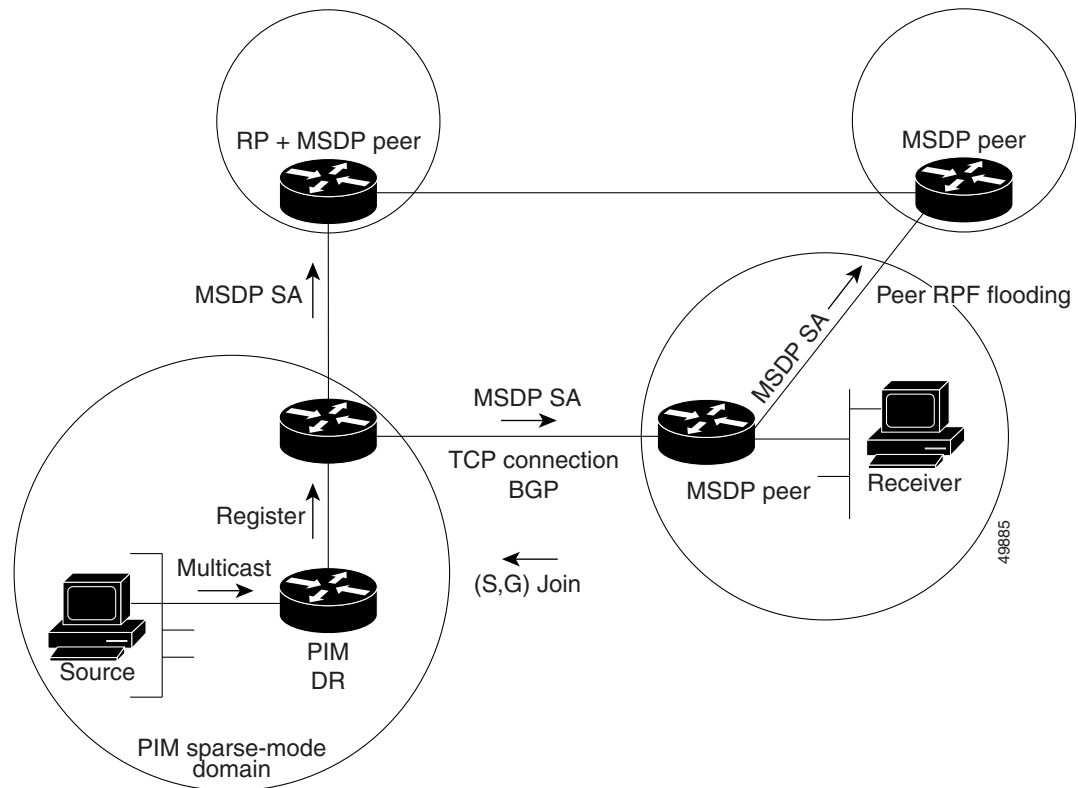 RP + MSDP peer
MSDP peer
MSDP SA
Peer RPF flooding
MSDP SA
MSDP SA
TCP connection
BGP
MSDP peer
Receiver
Register
49885
Multicast
(S,G) Join
Source
PIM
DR
PIM sparse-mode
domain